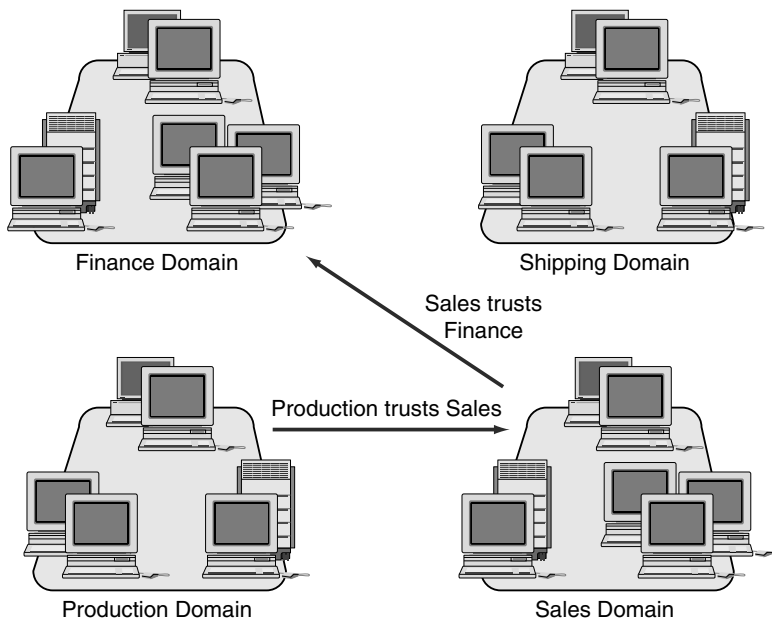 Finance Domain
Shipping Domain
Sales trusts
Finance
Production trusts Sales
Production Domain
Sales Domain